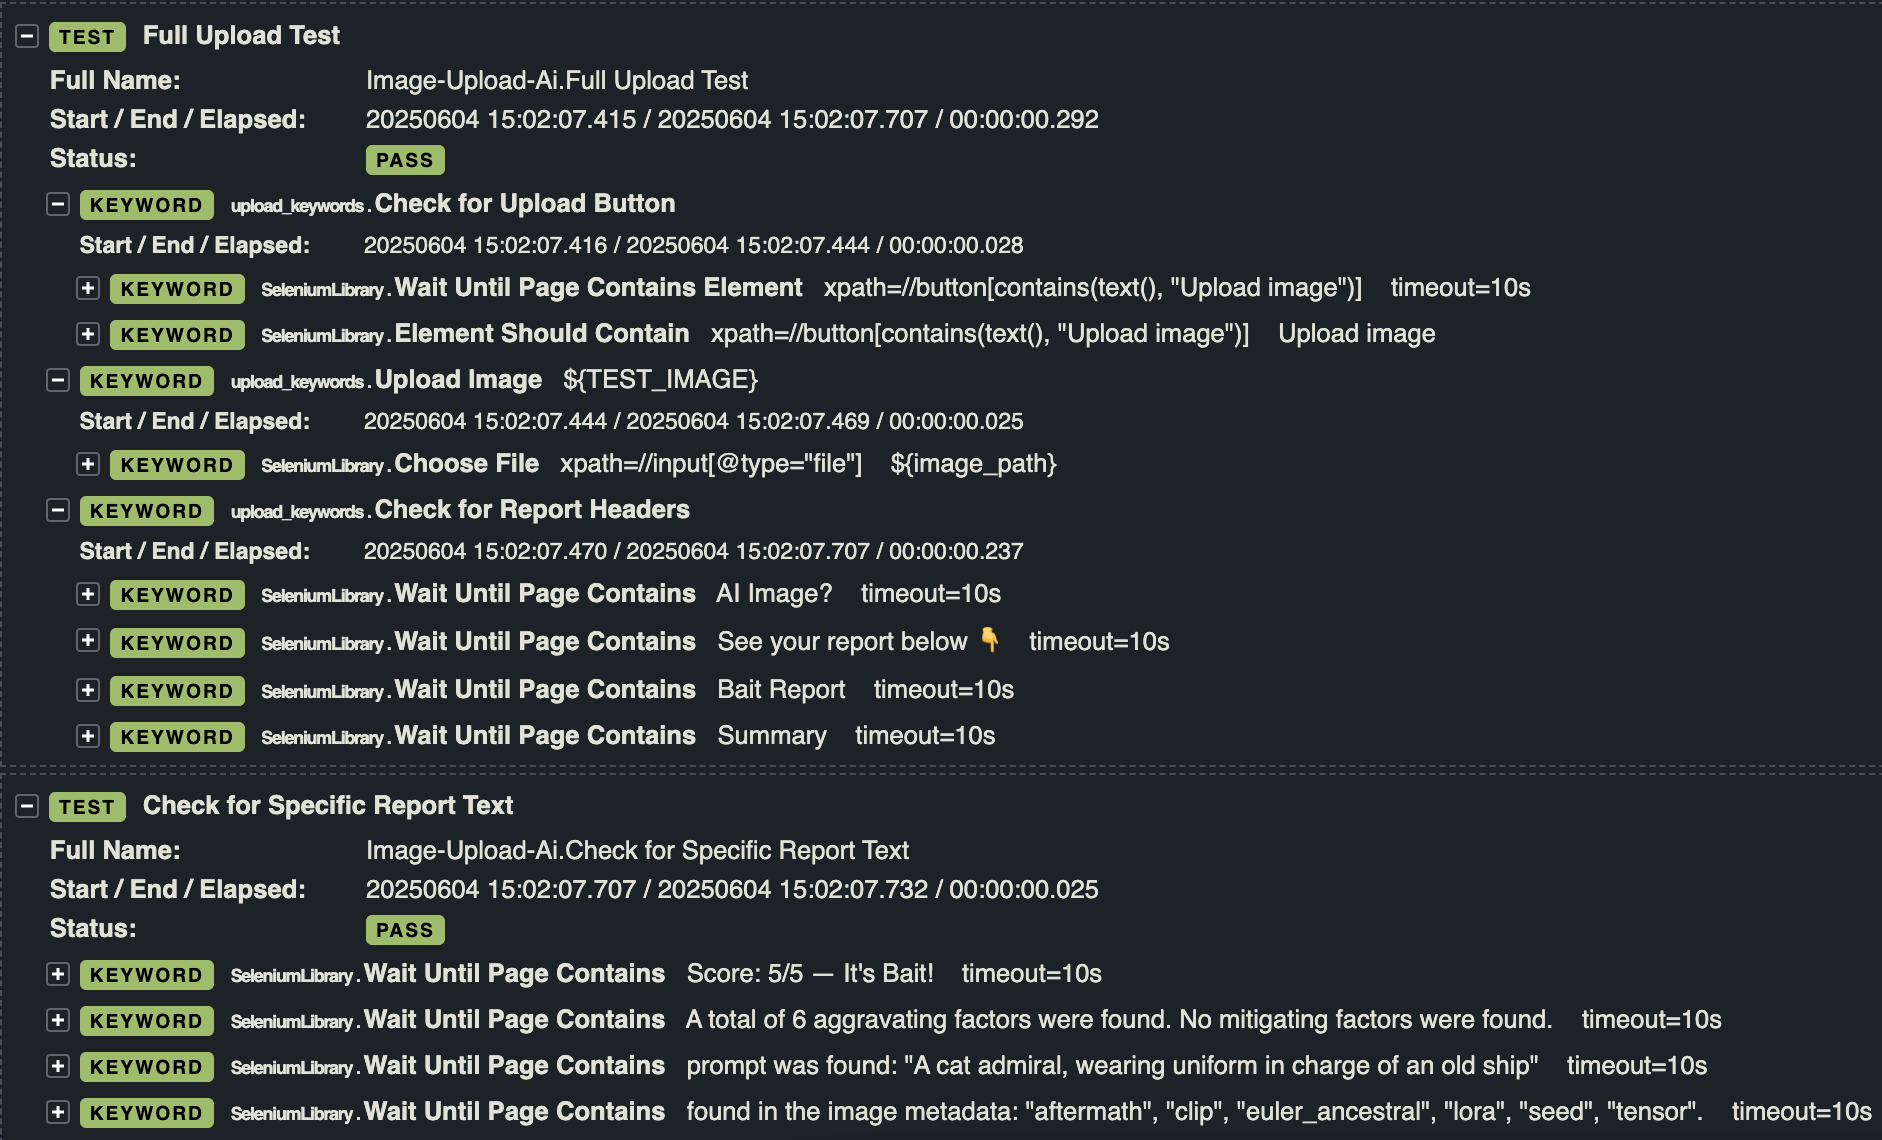 TEST Full Upload Test
Full Name: Image-Upload-Ai.Full Upload Test
Start / End / Elapsed: 20250604 15:02:07.415 / 20250604 15:02:07.707 / 00:00:00.292
Status: PASS
KEYWORD upload_keywords.Check for Upload Button
Start / End / Elapsed: 20250604 15:02:07.416 / 20250604 15:02:07.444 / 00:00:00.028
KEYWORD SeleniumLibrary.Wait Until Page Contains Element xpath=//button[contains(text(), "Upload image")] timeout=10s
KEYWORD SeleniumLibrary.Element Should Contain xpath=//button[contains(text(), "Upload image")] Upload image
KEYWORD upload_keywords.Upload Image ${TEST_IMAGE}
Start / End / Elapsed: 20250604 15:02:07.444 / 20250604 15:02:07.469 / 00:00:00.025
KEYWORD SeleniumLibrary.Choose File xpath=//input[@type="file"] ${image_path}
KEYWORD upload_keywords.Check for Report Headers
Start / End / Elapsed: 20250604 15:02:07.470 / 20250604 15:02:07.707 / 00:00:00.237
KEYWORD SeleniumLibrary.Wait Until Page Contains AI Image? timeout=10s
KEYWORD SeleniumLibrary.Wait Until Page Contains See your report below 👇 timeout=10s
KEYWORD SeleniumLibrary.Wait Until Page Contains Bait Report timeout=10s
KEYWORD SeleniumLibrary.Wait Until Page Contains Summary timeout=10s
TEST Check for Specific Report Text
Full Name: Image-Upload-Ai.Check for Specific Report Text
Start / End / Elapsed: 20250604 15:02:07.707 / 20250604 15:02:07.732 / 00:00:00.025
Status: PASS
KEYWORD SeleniumLibrary.Wait Until Page Contains Score: 5/5 — It's Bait! timeout=10s
KEYWORD SeleniumLibrary.Wait Until Page Contains A total of 6 aggravating factors were found. No mitigating factors were found. timeout=10s
KEYWORD SeleniumLibrary.Wait Until Page Contains prompt was found: "A cat admiral, wearing uniform in charge of an old ship" timeout=10s
KEYWORD SeleniumLibrary.Wait Until Page Contains found in the image metadata: "aftermath", "clip", "euler_ancestral", "lora", "seed", "tensor". timeout=10s